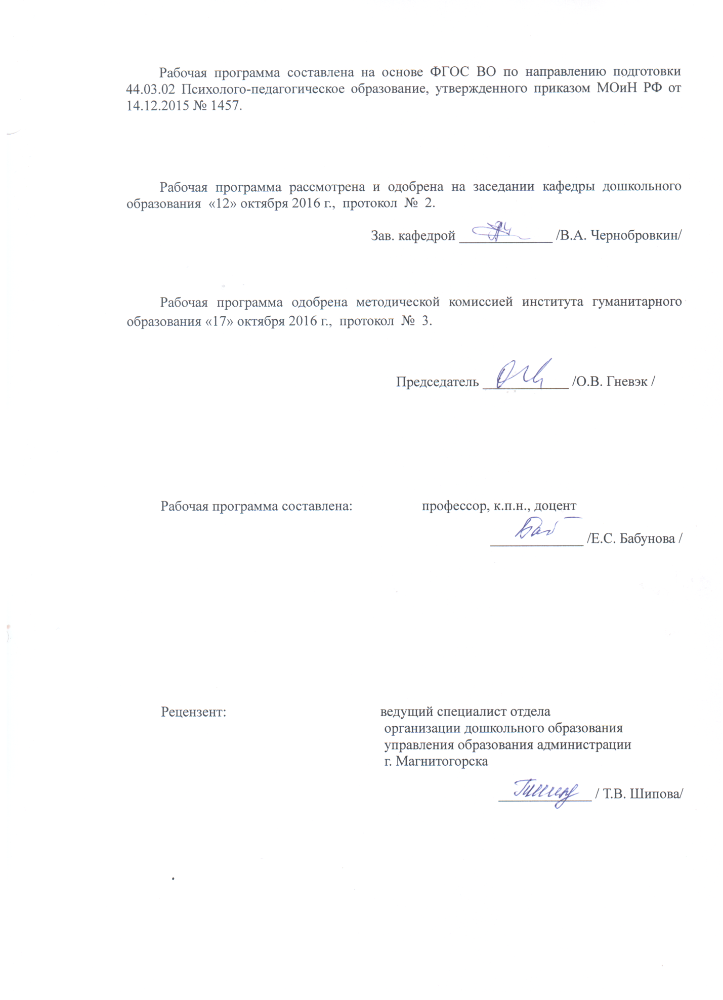 Рабочая программа составлена на основе ФГОС ВО по направлению подготовки
44.03.02 Психолого-педагогическое образование, утвержденного приказом МОиН РФ от
14.12.2015 № 1457.
Рабочая программа рассмотрена и одобрена на заседании кафедры дошкольного
образования «12» октября 2016 г., протокол № 2.
Зав. кафедрой _____________ /В.А. Чернобровкин/
Рабочая программа одобрена методической комиссией института гуманитарного
образования «17» октября 2016 г., протокол № 3.
Председатель ____________ /О.В. Гневэк /
Рабочая программа составлена: профессор, к.п.н., доцент
_____________ /Е.С. Бабунова /
Рецензент: ведущий специалист отдела
организации дошкольного образования
управления образования администрации
г. Магнитогорска
_____________ / Т.В. Шипова/